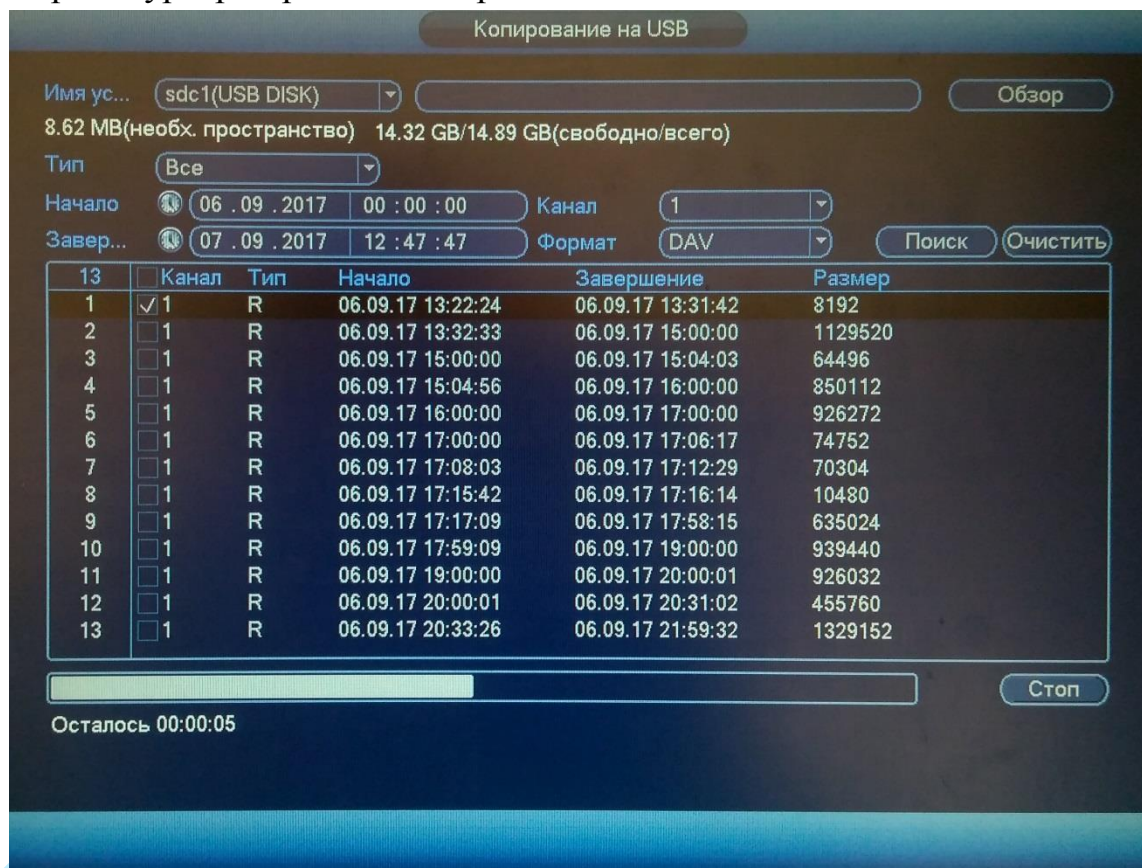 Копирование на USB
Имя ус... sdc1(USB DISK) Обзор
8.62 MB(необх. пространство) 14.32 GB/14.89 GB(свободно/всего)
Тип Все
Начало 06 .09 .2017 00 :00 :00 Канал 1
Завер... 07 .09 .2017 12 :47 :47 Формат DAV Поиск Очистить
13 Канал Тип Начало Завершение Размер
1 1 R 06.09.17 13:22:24 06.09.17 13:31:42 8192
2 1 R 06.09.17 13:32:33 06.09.17 15:00:00 1129520
3 1 R 06.09.17 15:00:00 06.09.17 15:04:03 64496
4 1 R 06.09.17 15:04:56 06.09.17 16:00:00 850112
5 1 R 06.09.17 16:00:00 06.09.17 17:00:00 926272
6 1 R 06.09.17 17:00:00 06.09.17 17:06:17 74752
7 1 R 06.09.17 17:08:03 06.09.17 17:12:29 70304
8 1 R 06.09.17 17:15:42 06.09.17 17:16:14 10480
9 1 R 06.09.17 17:17:09 06.09.17 17:58:15 635024
10 1 R 06.09.17 17:59:09 06.09.17 19:00:00 939440
11 1 R 06.09.17 19:00:00 06.09.17 20:00:01 926032
12 1 R 06.09.17 20:00:01 06.09.17 20:31:02 455760
13 1 R 06.09.17 20:33:26 06.09.17 21:59:32 1329152
Стоп
Осталось 00:00:05